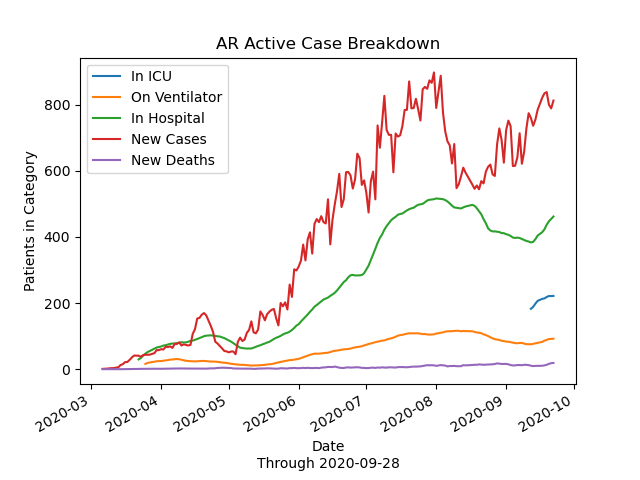 AR Active Case Breakdown
In ICU
On Ventilator
In Hospital
New Cases
New Deaths
Patients in Category
800
600
400
200
0
2020-03
2020-04
2020-05
2020-06
2020-07
2020-08
2020-09
2020-10
Date
Through 2020-09-28